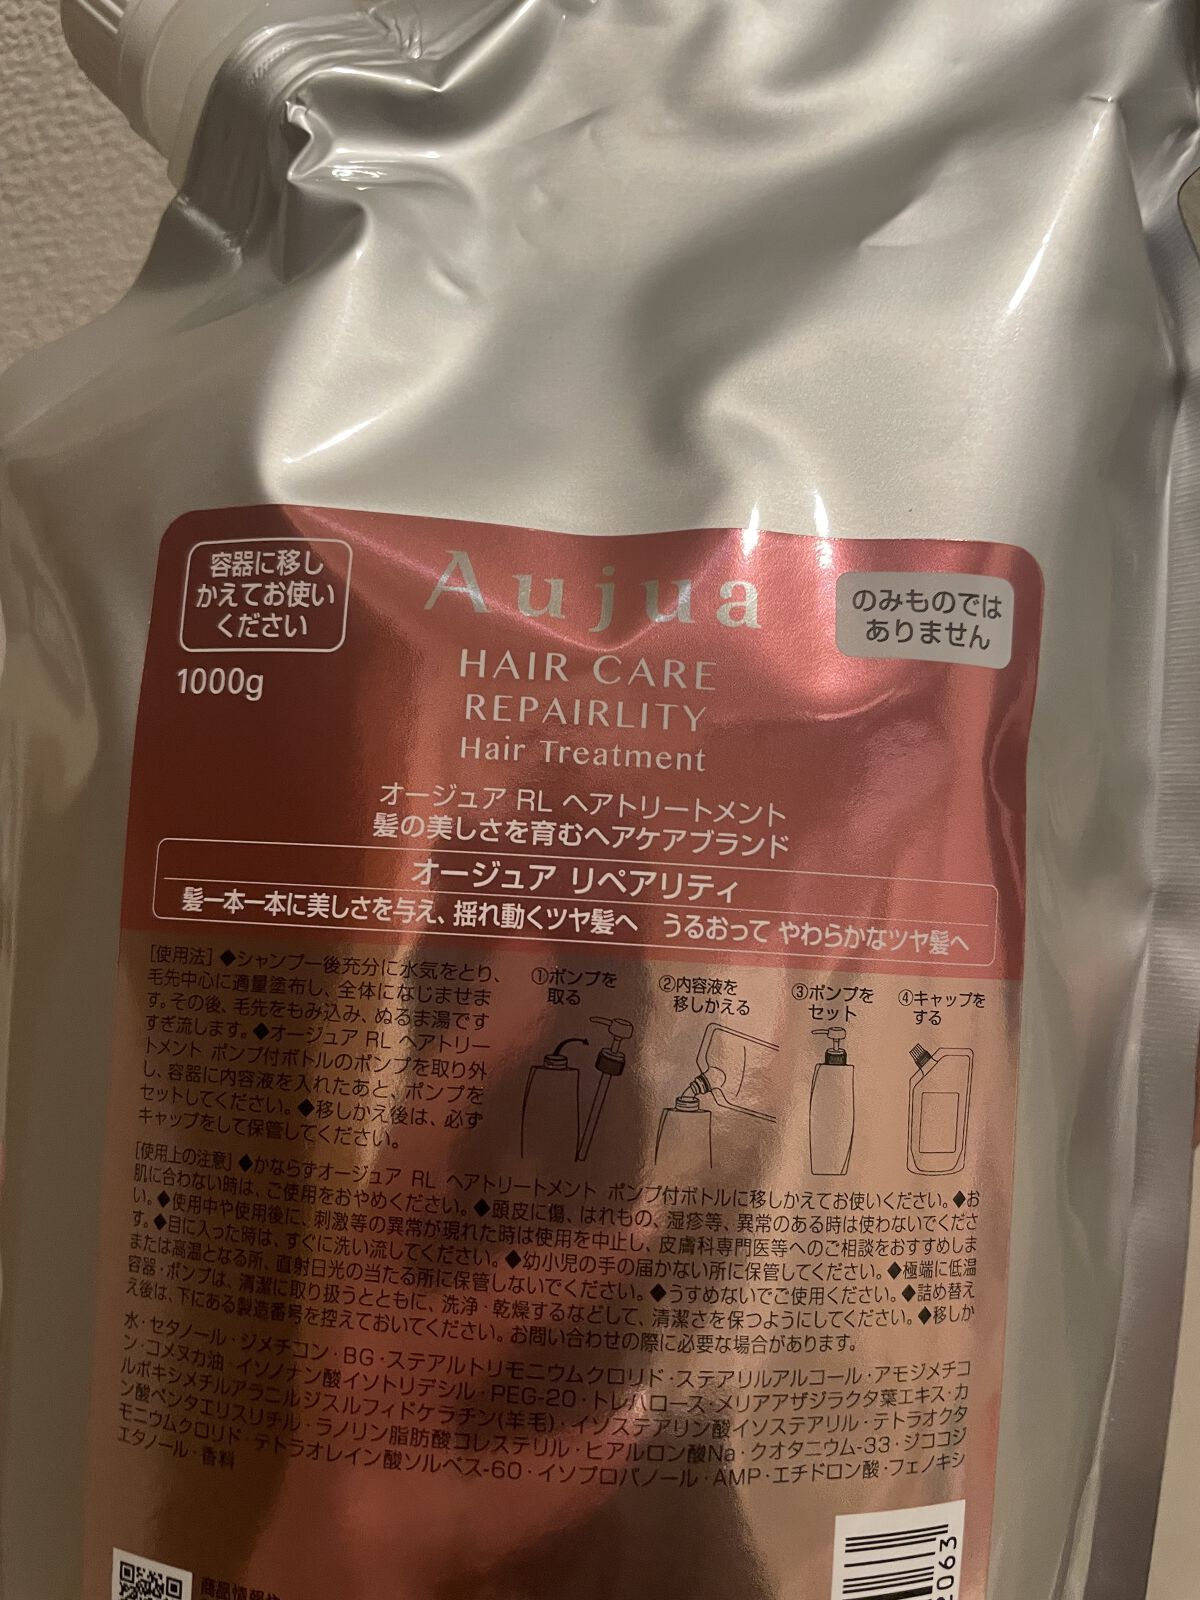 容器に移し
かえてお使い
ください
1000g
Aujua
HAIR CARE
REPAIRLITY
Hair Treatment
のみものでは
ありません
オージュア RL ヘアトリートメント
髪の美しさを育むヘアケアブランド
オージュア リペアリティ
髪一本一本に美しさを与え、揺れ動くツヤ髪へ うるおって やわらかなツヤ髪へ
[使用法]◆シャンプー後充分に水気をとり、
毛先中心に適量塗布し、全体になじませま
す。その後、毛先をもみ込み、ぬるま湯です
すぎ流します。◆オージュア RL ヘアトリー
トメント ポンプ付ボトルのポンプを取り外
し、容器に内容液を入れたあと、ポンプを
セットしてください。◆移しかえ後は、必ず
キャップをして保管してください。
①ポンプを
取る
②内容液を
移しかえる
③ポンプを
セット
④キャップを
する
[使用上の注意]◆かならずオージュア RL ヘアトリートメント ポンプ付ボトルに移しかえてお使いください。◆お
肌に合わない時は、ご使用をおやめください。◆頭皮に傷、はれもの、湿疹等、異常のある時は使わないでくださ
い。◆使用中や使用後に、刺激等の異常が現れた時は使用を中止し、皮膚科専門医等へのご相談をおすすめしま
す。◆目に入った時は、すぐに洗い流してください。◆幼小児の手の届かない所に保管してください。◆極端に低温
または高温となる所、直射日光の当たる所に保管しないでください。◆うすめないでご使用ください。◆詰め替え
容器・ポンプは、清潔に取り扱うとともに、洗浄・乾燥するなどして、清潔さを保つようにしてください。◆移しか
え後は、下にある製造番号を控えておいてください。お問い合わせの際に必要な場合があります。
水・セタノール・ジメチコン・BG・ステアルトリモニウムクロリド・ステアリルアルコール・アモジメチコ
ン・コメヌカ油・イソノナン酸イソトリデシル・PEG-20・トレハロース・メリアアザジラクタ葉エキス・カ
ルボキシメチルアラニルジスルフィドケラチン(羊毛)・イソステアリン酸イソステアリル・テトラオクタ
ン酸ペンタエリスリチル・ラノリン脂肪酸コレステリル・ヒアルロン酸Na・クオタニウム-33・ジココジ
モニウムクロリド・テトラオレイン酸ソルベス-60・イソプロパノール・AMP・エチドロン酸・フェノキシ
エタノール・香料
商品情報
2063